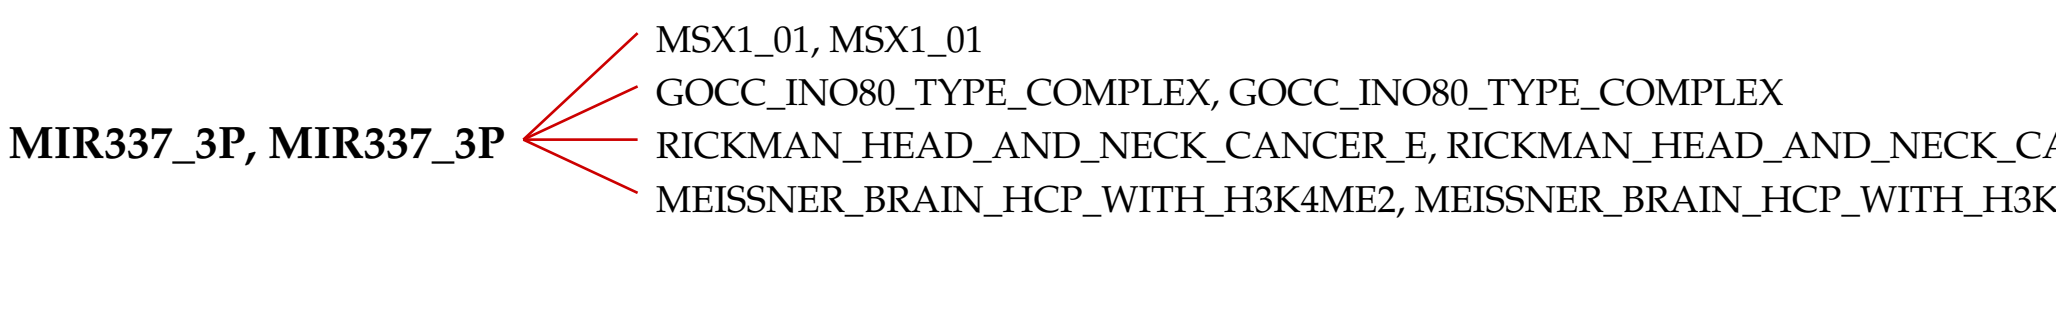 MSX1_01, MSX1_01
GOCC_INO80_TYPE_COMPLEX, GOCC_INO80_TYPE_COMPLEX
MIR337_3P, MIR337_3P
RICKMAN_HEAD_AND_NECK_CANCER_E, RICKMAN_HEAD_AND_NECK_CA
MEISSNER_BRAIN_HCP_WITH_H3K4ME2, MEISSNER_BRAIN_HCP_WITH_H3K